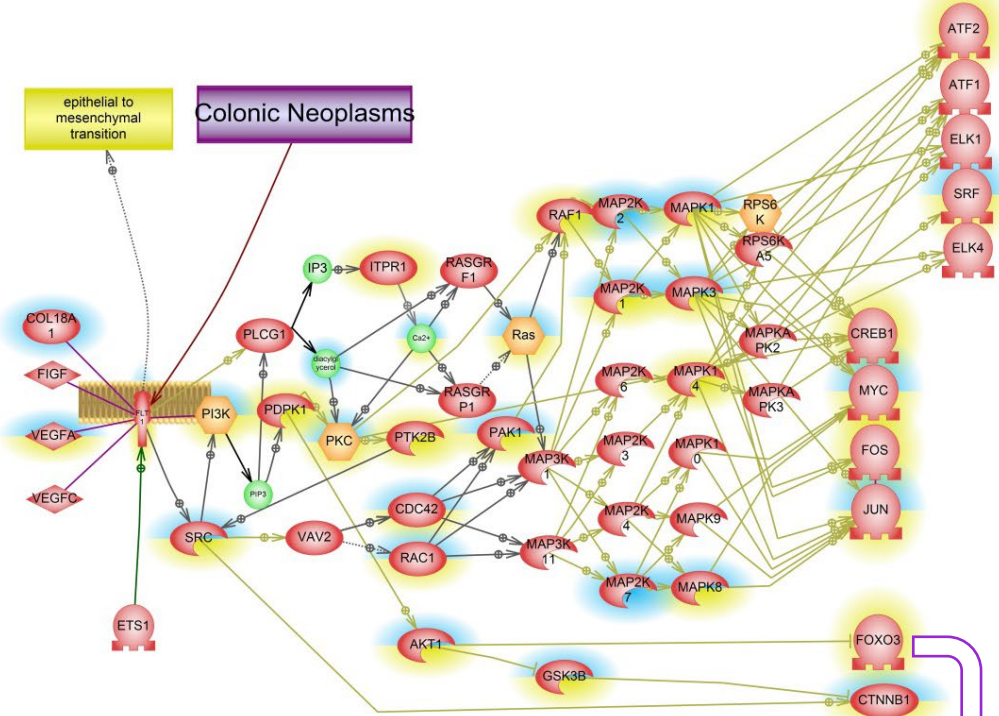 ATF2
epithelial to
mesenchymal
transition
Colonic Neoplasms
ATF1
ELK1
SRF
ELK4
RAF1
MAP2K
2
MAPK1
RPS6
K
RPS6K
A5
IP3
ITPR1
RASGR
F1
MAP2K
1
MAPK3
COL18A
1
PLCG1
Ca2+
Ras
MAPKA
PK2
CREB1
diacylgl
ycerol
FIGF
RASGR
P1
MAP2K
6
MAPK1
4
MAPKA
PK3
MYC
FLT
1
PI3K
PDPK1
PKC
PTK2B
PAK1
VEGFA
MAP3K
1
MAP2K
3
MAPK1
0
FOS
VEGFC
PIP3
CDC42
MAP2K
4
MAPK9
JUN
SRC
VAV2
RAC1
MAP3K
11
MAP2K
7
MAPK8
ETS1
AKT1
FOXO3
GSK3B
CTNNB1